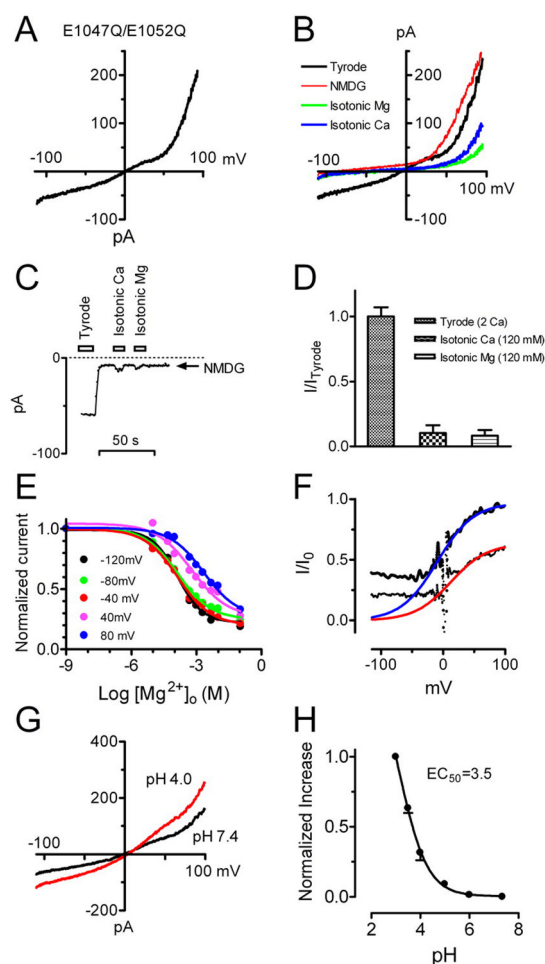 A
E1047Q/E1052Q
200
100
-100
100 mV
-100
pA
B
pA
Tyrode
NMDG
Isotonic Mg
Isotonic Ca
200
100
-100
100 mV
-100
C
Tyrode
Isotonic Ca
Isotonic Mg
0
NMDG
pA
-100
50 s
D
I/I Tyrode
1.0
0.5
0.0
Tyrode (2 Ca)
Isotonic Ca (120 mM)
Isotonic Mg (120 mM)
E
Normalized current
1.0
0.5
0.0
-120mV
-80mV
-40 mV
40mV
80 mV
-9 -6 -3 0
Log [Mg2+]o (M)
F
I/I0
1.0
0.5
0.0
-100 0 100
mV
G
400
200
pH 4.0
pH 7.4
-100
100 mV
-200
pA
H
Normalized Increase
1.0
0.5
0.0
EC50=3.5
2 4 6 8
pH